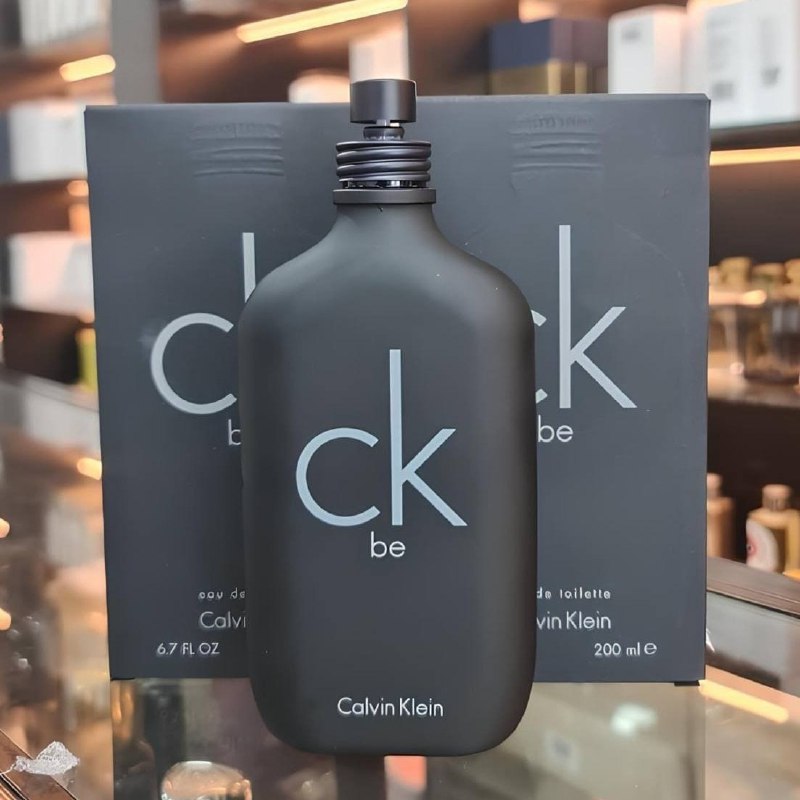 ck
be
Calvin Klein
ck
b
eau de
Calvi
6.7 FL OZ
ck
be
de toilette
vin Klein
200 ml e